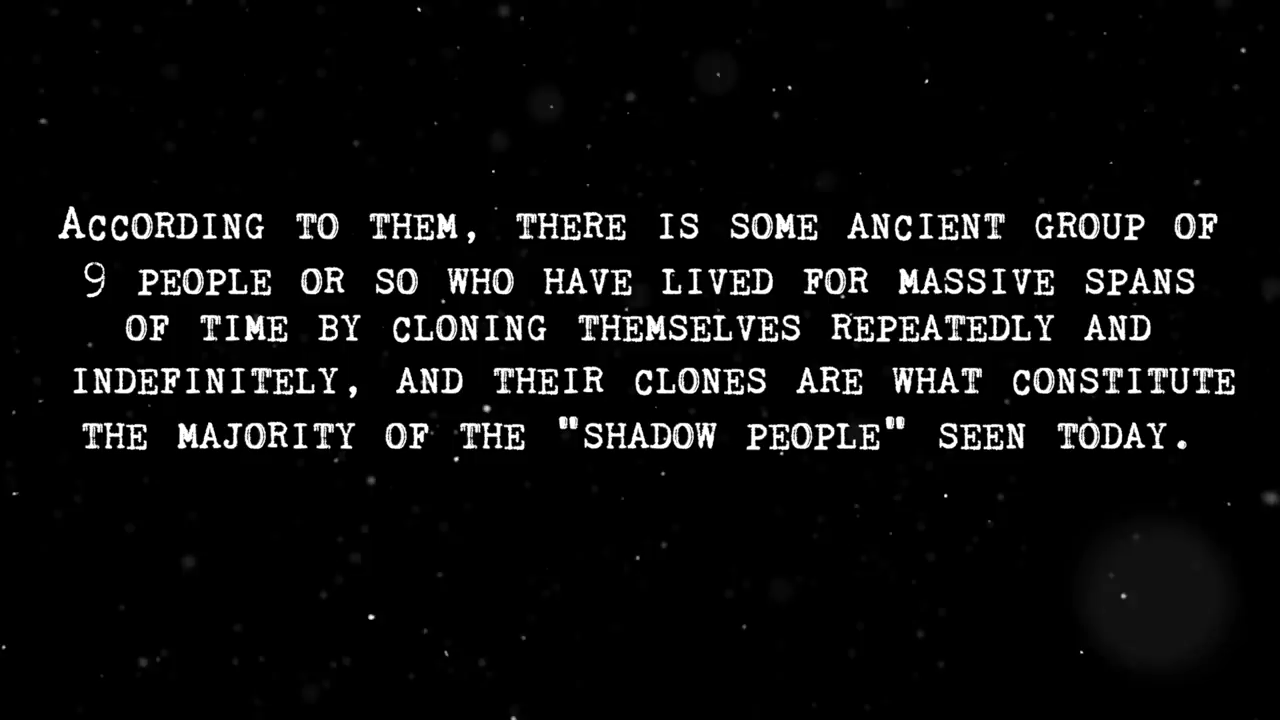 According to them, there is some ancient group of
9 people or so who have lived for massive spans
of time by cloning themselves repeatedly and
indefinitely, and their clones are what constitute
the majority of the "shadow people" seen today.